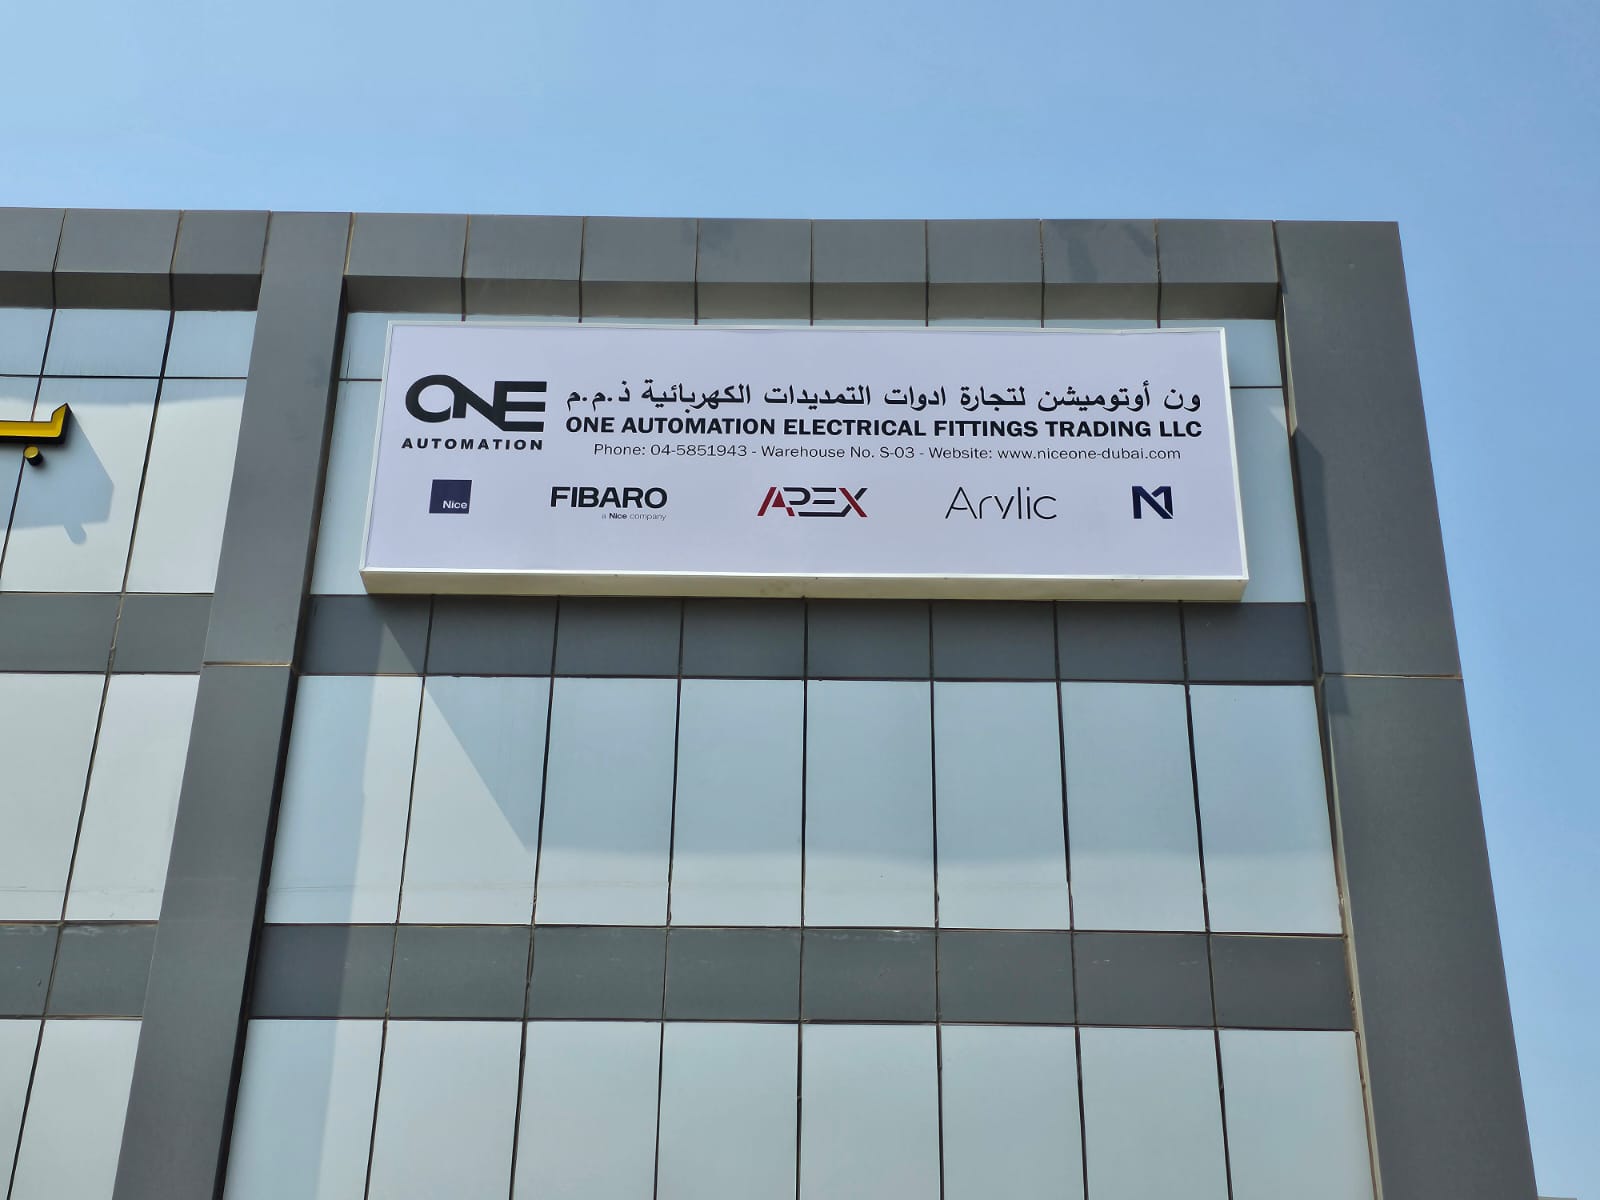 ONE
AUTOMATION
ون أوتوميشن لتجارة ادوات التمديدات الكهربائية ذ.م.م
ONE AUTOMATION ELECTRICAL FITTINGS TRADING LLC
Phone: 04-5851943 - Warehouse No. S-03 - Website: www.niceone-dubai.com
Nice
FIBARO
a Nice company
APEX
Arylic